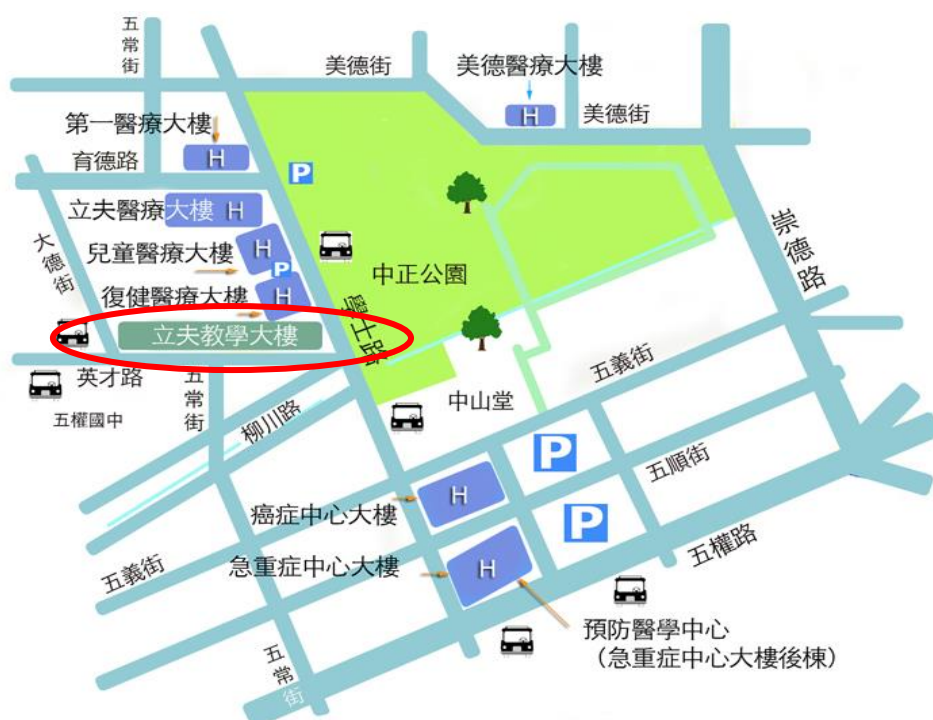 五常街
美德街
美德醫療大樓
H
美德街
第一醫療大樓
H
育德路
P
立夫醫療大樓 H
大德街
兒童醫療大樓
H
P
復健醫療大樓
H
中正公園
崇德路
學士路
立夫教學大樓
英才路
五常街
五權國中
柳川路
中山堂
五義街
P
五順街
癌症中心大樓
H
P
五權路
五義街
急重症中心大樓
H
預防醫學中心
（急重症中心大樓後棟）
五常街